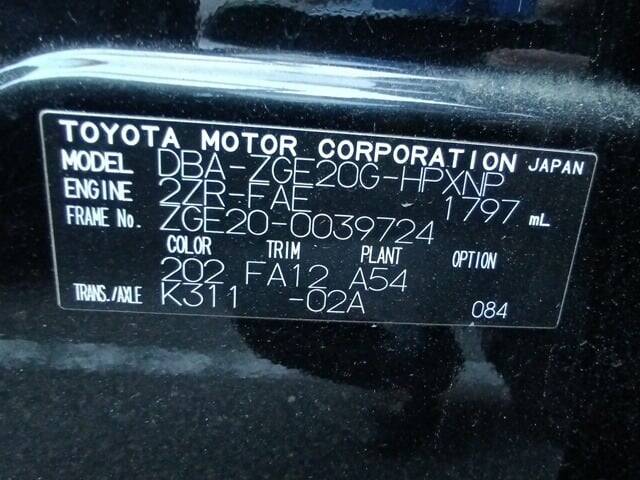 TOYOTA MOTOR CORPORATION JAPAN
MODEL DBA-ZGE20G-HPXNP
ENGINE 2ZR-FAE 1797 mL
FRAME No. ZGE20-0039724
COLOR TRIM PLANT OPTION
202 FA12 A54
TRANS./AXLE K311 -02A 084